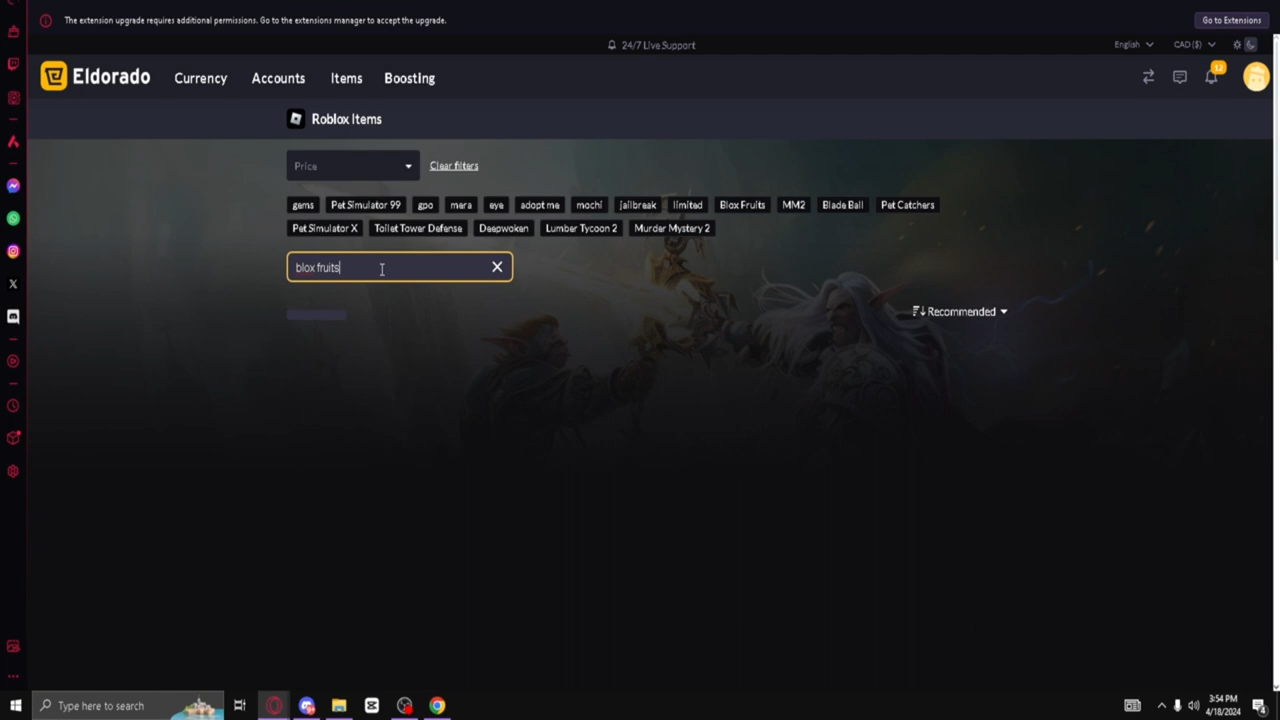 The extension upgrade requires additional permissions. Go to the extensions manager to accept the upgrade.
Go to Extensions
24/7 Live Support
English
CAD ($)
Eldorado
Currency
Accounts
Items
Boosting
12
Roblox Items
Price
Clear filters
gems
Pet Simulator 99
gpo
mera
eye
adopt me
mochi
jailbreak
limited
Blox Fruits
MM2
Blade Ball
Pet Catchers
Pet Simulator X
Toilet Tower Defense
Deepwoken
Lumber Tycoon 2
Murder Mystery 2
blox fruits
Recommended
Type here to search
3:54 PM
4/18/2024
4